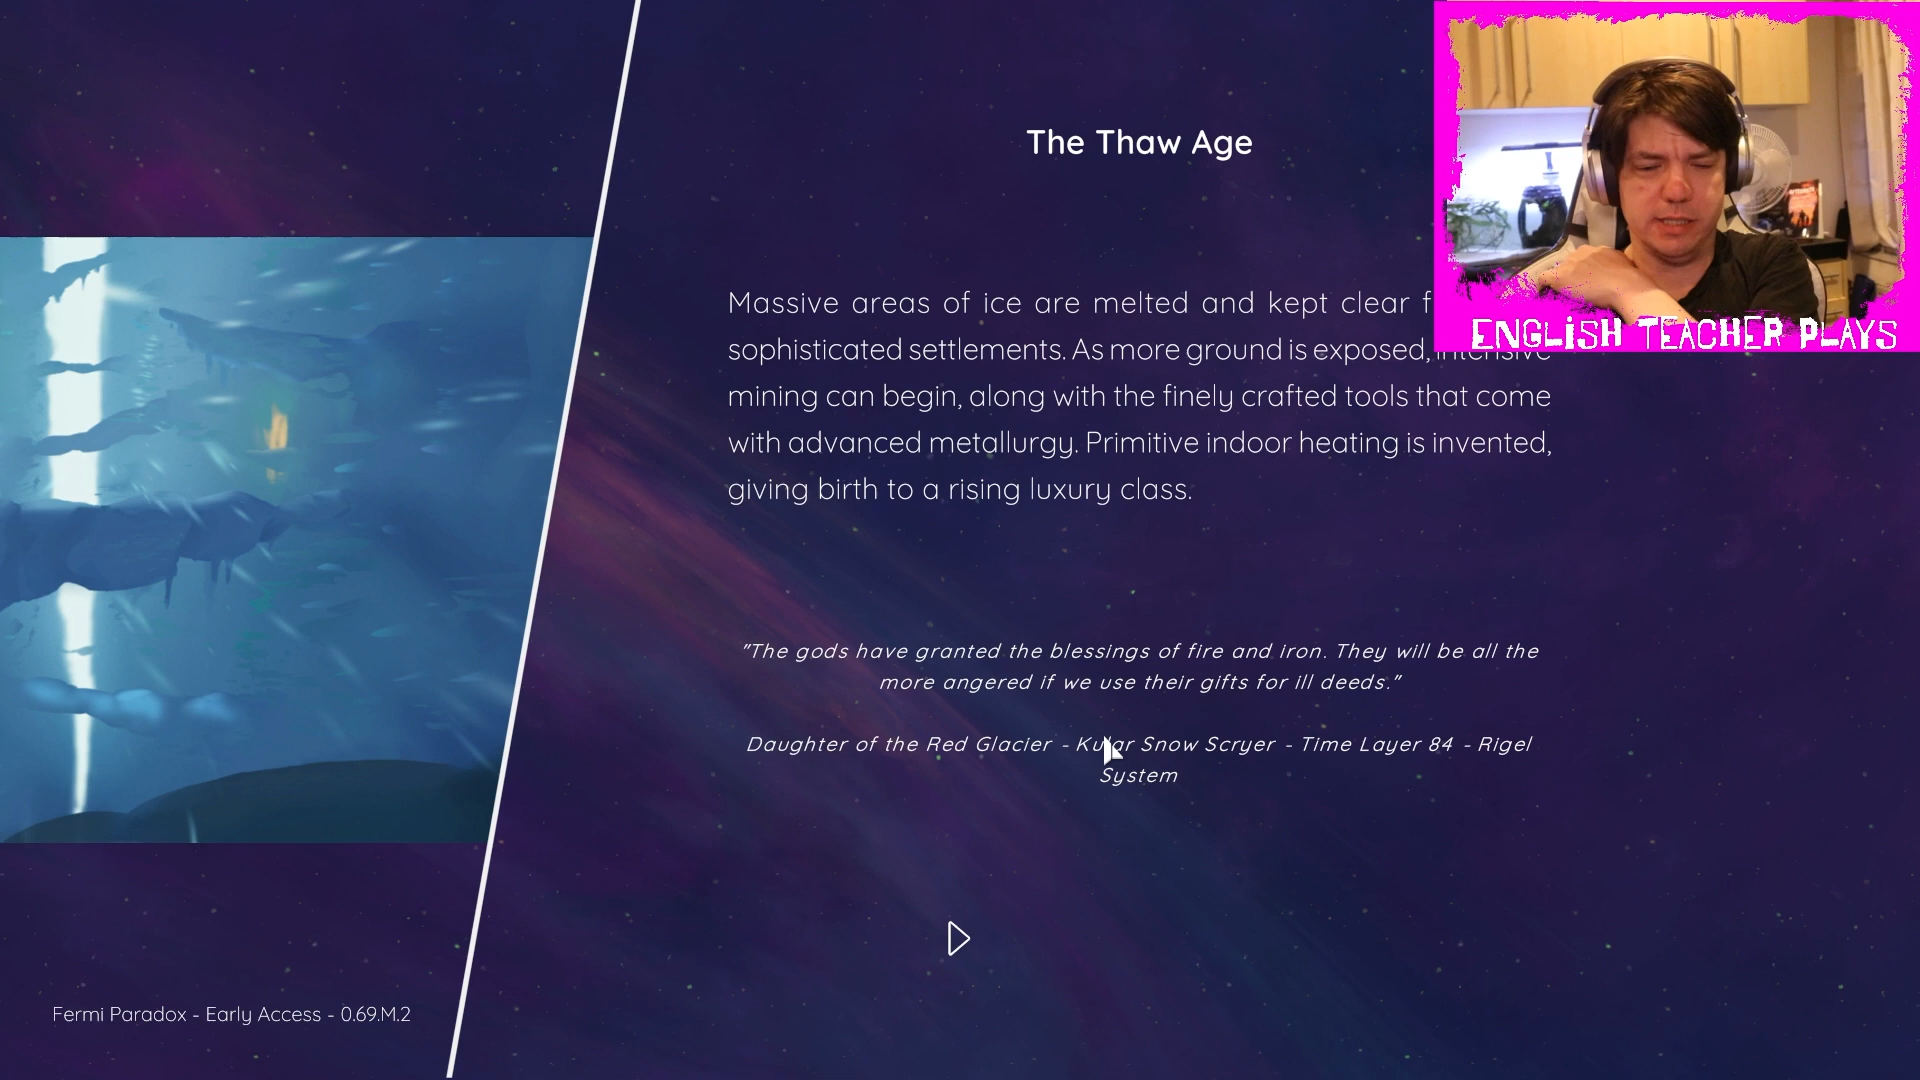 The Thaw Age
Massive areas of ice are melted and kept clear
sophisticated settlements. As more ground is exposed, intensive
mining can begin, along with the finely crafted tools that come
with advanced metallurgy. Primitive indoor heating is invented,
giving birth to a rising luxury class.
"The gods have granted the blessings of fire and iron. They will be all the
more angered if we use their gifts for ill deeds."
Daughter of the Red Glacier - Snow Scryer - Time Layer 84 - Rigel
System
Fermi Paradox - Early Access - 0.69.M.2
ENGLISH TEACHER PLAYS